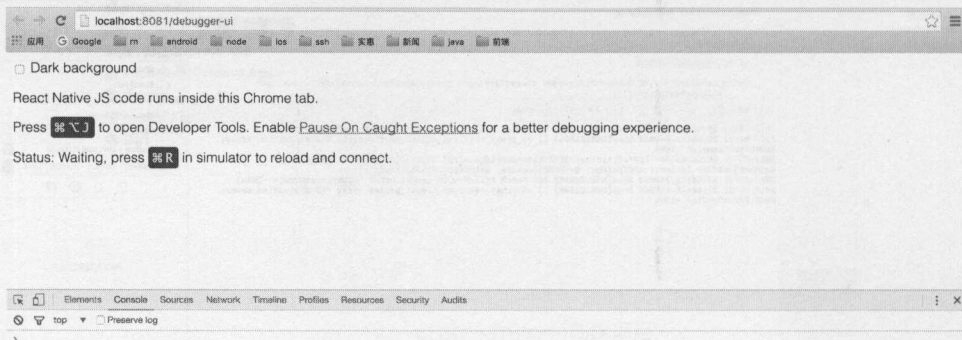 localhost:8081/debugger-ui
应用 Google rn android node ios ssh 实惠 新闻 java 前端
Dark background
React Native JS code runs inside this Chrome tab.
Press ⌘⌥J to open Developer Tools. Enable Pause On Caught Exceptions for a better debugging experience.
Status: Waiting, press ⌘R in simulator to reload and connect.
Elements Console Sources Network Timeline Profiles Resources Security Audits
top Preserve log